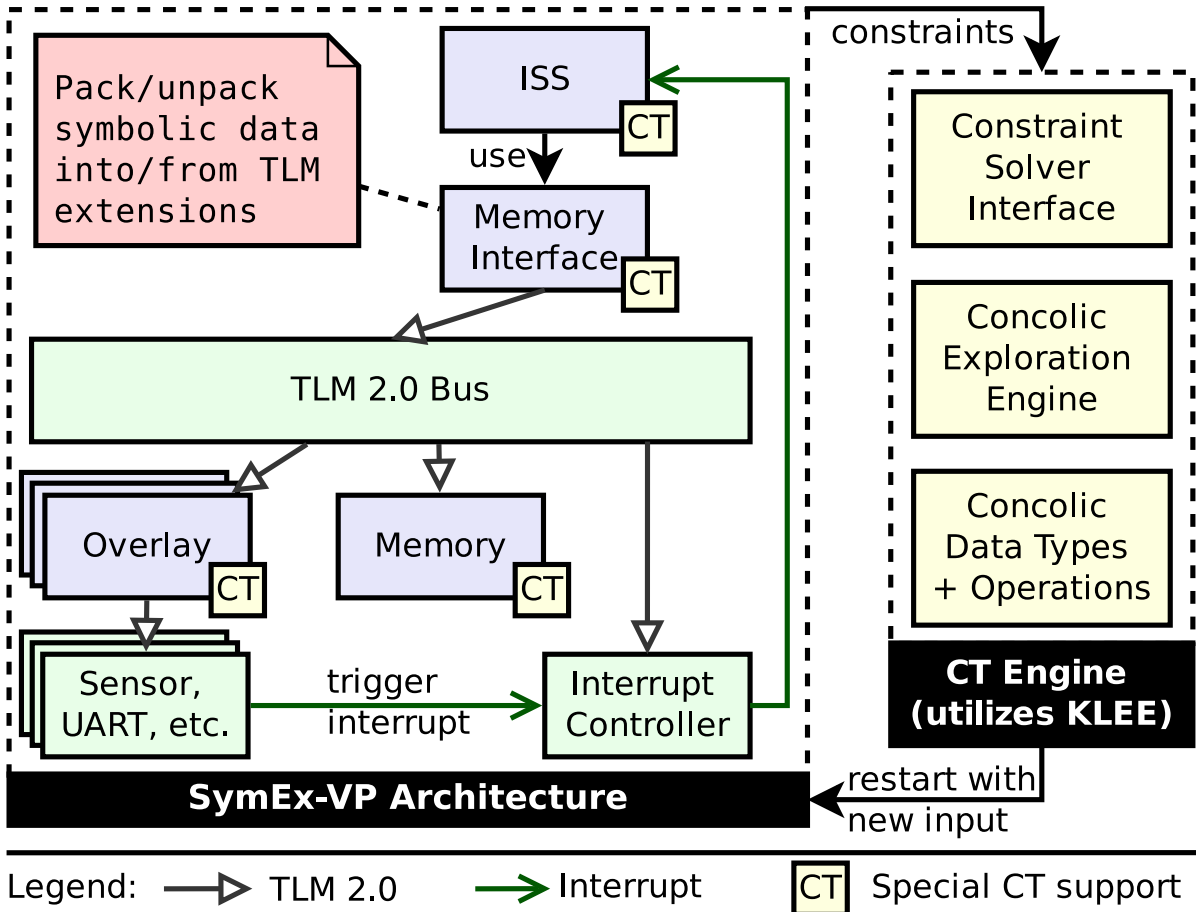 constraints
Pack/unpack
symbolic data
into/from TLM
extensions
ISS
CT
use
Memory
Interface
CT
TLM 2.0 Bus
Overlay
CT
Memory
CT
Sensor,
UART, etc.
trigger
interrupt
Interrupt
Controller
SymEx-VP Architecture
Constraint
Solver
Interface
Concolic
Exploration
Engine
Concolic
Data Types
+ Operations
CT Engine
(utilizes KLEE)
restart with
new input
Legend:
TLM 2.0
Interrupt
CT
Special CT support